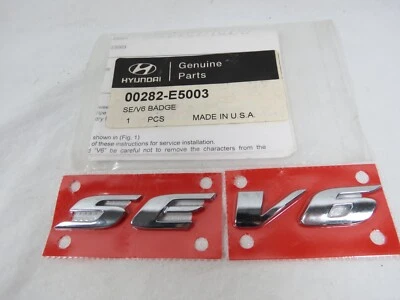 HYUNDAI
Genuine
Parts
00282-E5003
SE/V6 BADGE
1 PCS MADE IN U.S.A.
shown in (Fig. 1)
of these instructions for service installation.
"V6" be careful not to remove the characters from the
SE V6